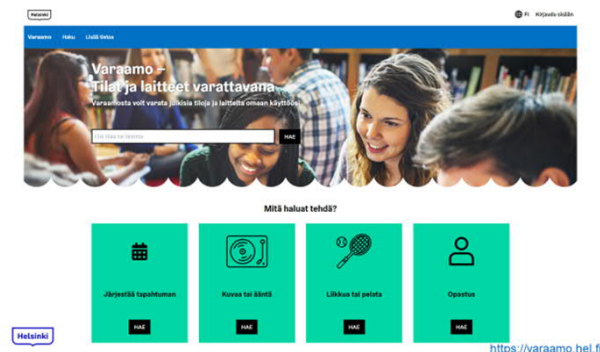 Helsinki
FI Kirjaudu sisään
Varaamo Haku Lisää tietoa
Varaamo –
Tilat ja laitteet varattavana
Varaamosta voit varata julkisia tiloja ja laitteita omaan käyttöösi
HAE
Mitä haluat tehdä?
Järjestää tapahtuman
Kuvaa tai ääntä
Liikkua tai pelata
Opastus
HAE
HAE
HAE
HAE
Helsinki
https://varaamo.hel.fi